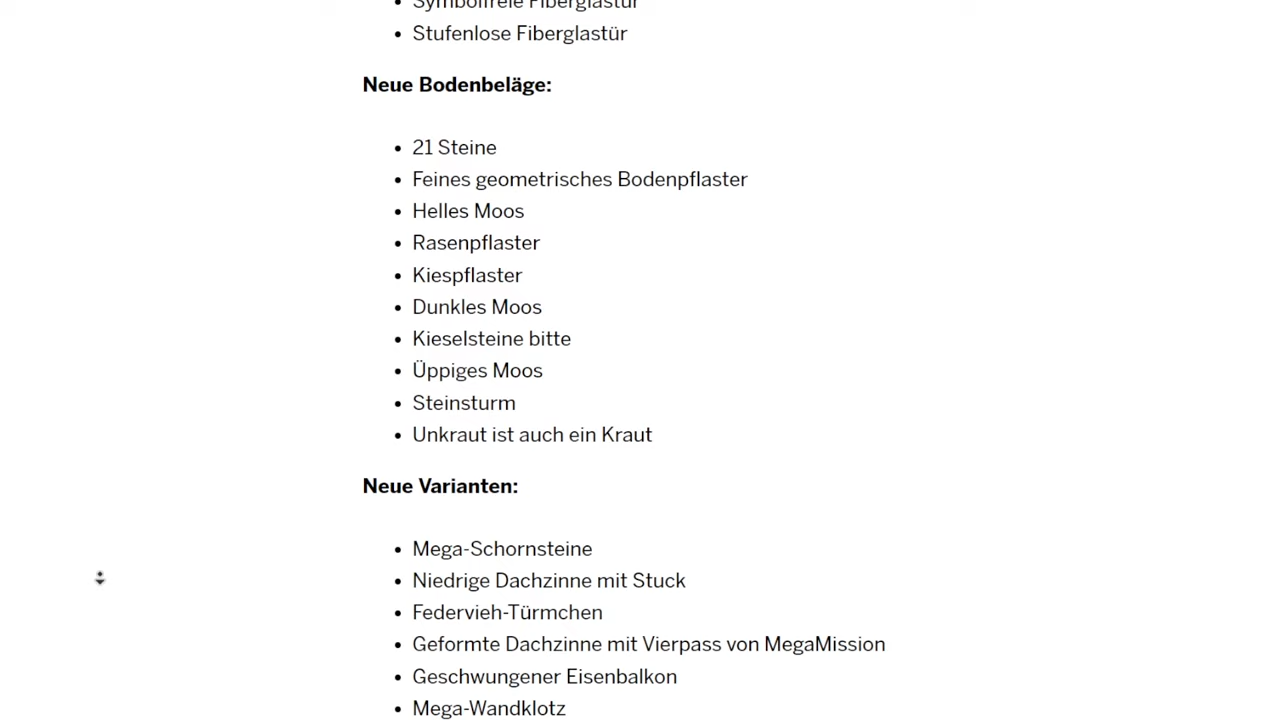 Symbolfreie Fiberglastür
Stufenlose Fiberglastür
Neue Bodenbeläge:
21 Steine
Feines geometrisches Bodenpflaster
Helles Moos
Rasenpflaster
Kiespflaster
Dunkles Moos
Kieselsteine bitte
Üppiges Moos
Steinsturm
Unkraut ist auch ein Kraut
Neue Varianten:
Mega-Schornsteine
Niedrige Dachzinne mit Stuck
Federvieh-Türmchen
Geformte Dachzinne mit Vierpass von MegaMission
Geschwungener Eisenbalkon
Mega-Wandklotz